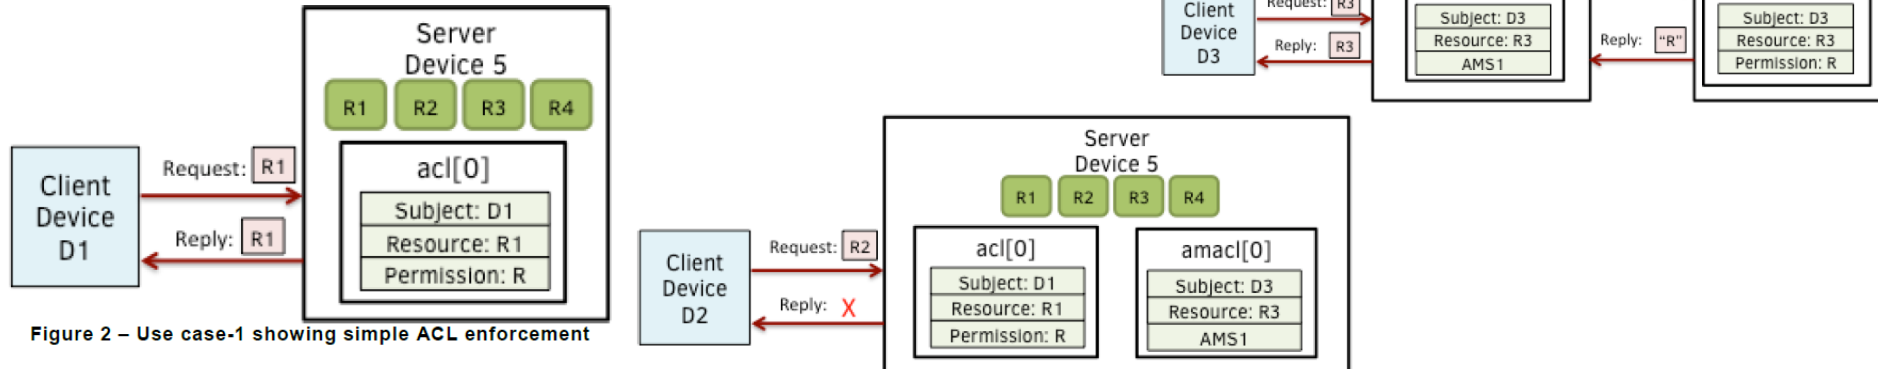 Server
Device 5
R1 R2 R3 R4
acl[0]
Subject: D1
Resource: R1
Permission: R
Client
Device
D1
Request: R1
Reply: R1
Figure 2 – Use case-1 showing simple ACL enforcement
Client
Device
D3
Request: R3
Reply: R3
Subject: D3
Resource: R3
AMS1
Reply: "R"
Subject: D3
Resource: R3
Permission: R
Server
Device 5
R1 R2 R3 R4
Client
Device
D2
Request: R2
Reply: X
acl[0]
Subject: D1
Resource: R1
Permission: R
amacl[0]
Subject: D3
Resource: R3
AMS1